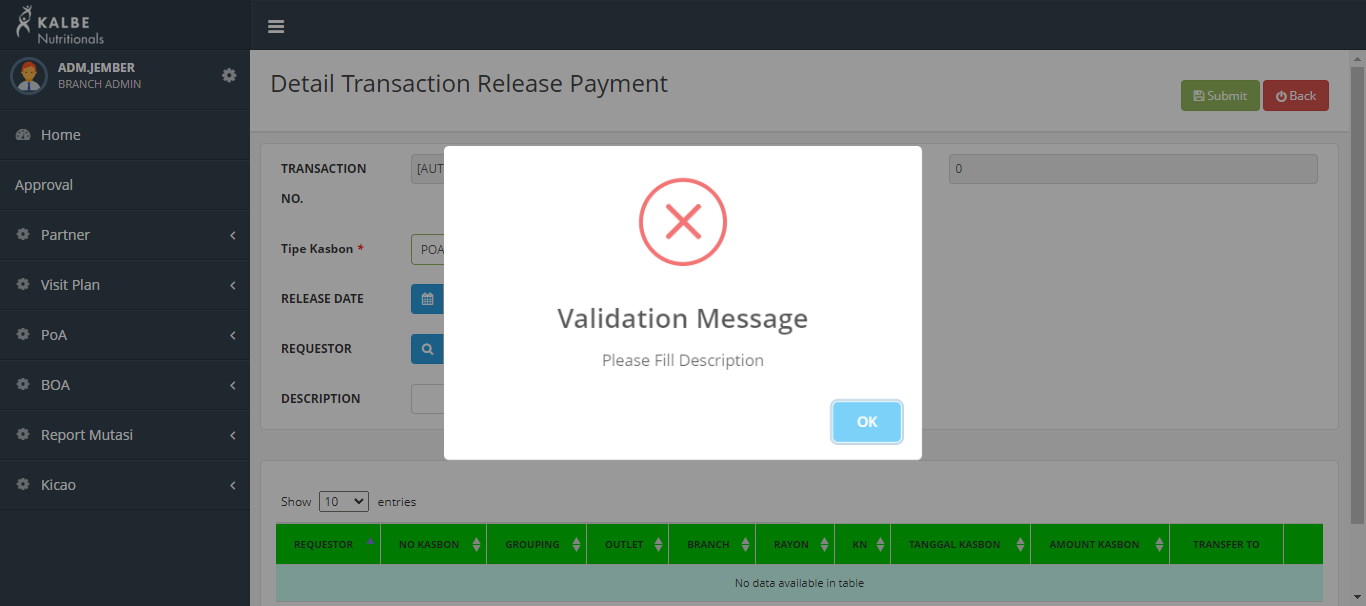 KALBE
Nutritionals
ADM.JEMBER
BRANCH ADMIN
Home
Approval
Partner
Visit Plan
PoA
BOA
Report Mutasi
Kicao
Detail Transaction Release Payment
Submit
Back
TRANSACTION NO.
[AUT
0
Tipe Kasbon *
POA
RELEASE DATE
REQUESTOR
DESCRIPTION
Validation Message
Please Fill Description
OK
Show 10 entries
REQUESTOR NO KASBON GROUPING OUTLET BRANCH RAYON KN TANGGAL KASBON AMOUNT KASBON TRANSFER TO
No data available in table